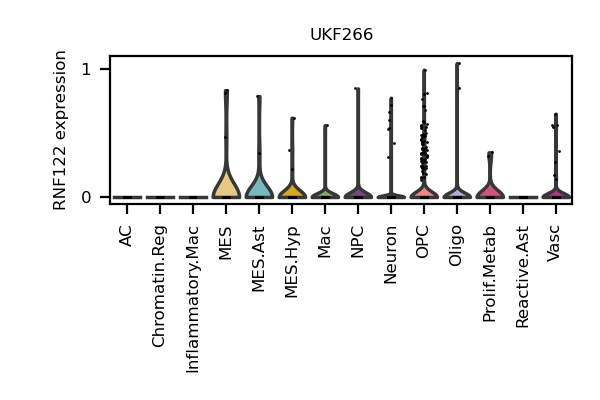 UKF266
RNF122 expression
1
0
AC
Chromatin.Reg
Inflammatory.Mac
MES
MES.Ast
MES.Hyp
Mac
NPC
Neuron
OPC
Oligo
Prolif.Metab
Reactive.Ast
Vasc